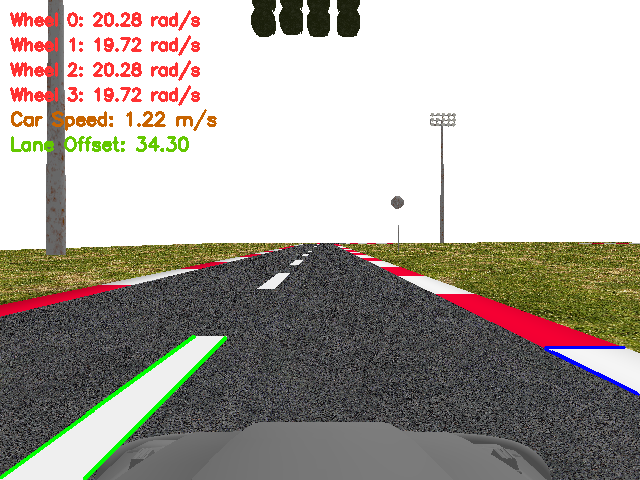 Wheel 0: 20.28 rad/s
Wheel 1: 19.72 rad/s
Wheel 2: 20.28 rad/s
Wheel 3: 19.72 rad/s
Car Speed: 1.22 m/s
Lane Offset: 34.30